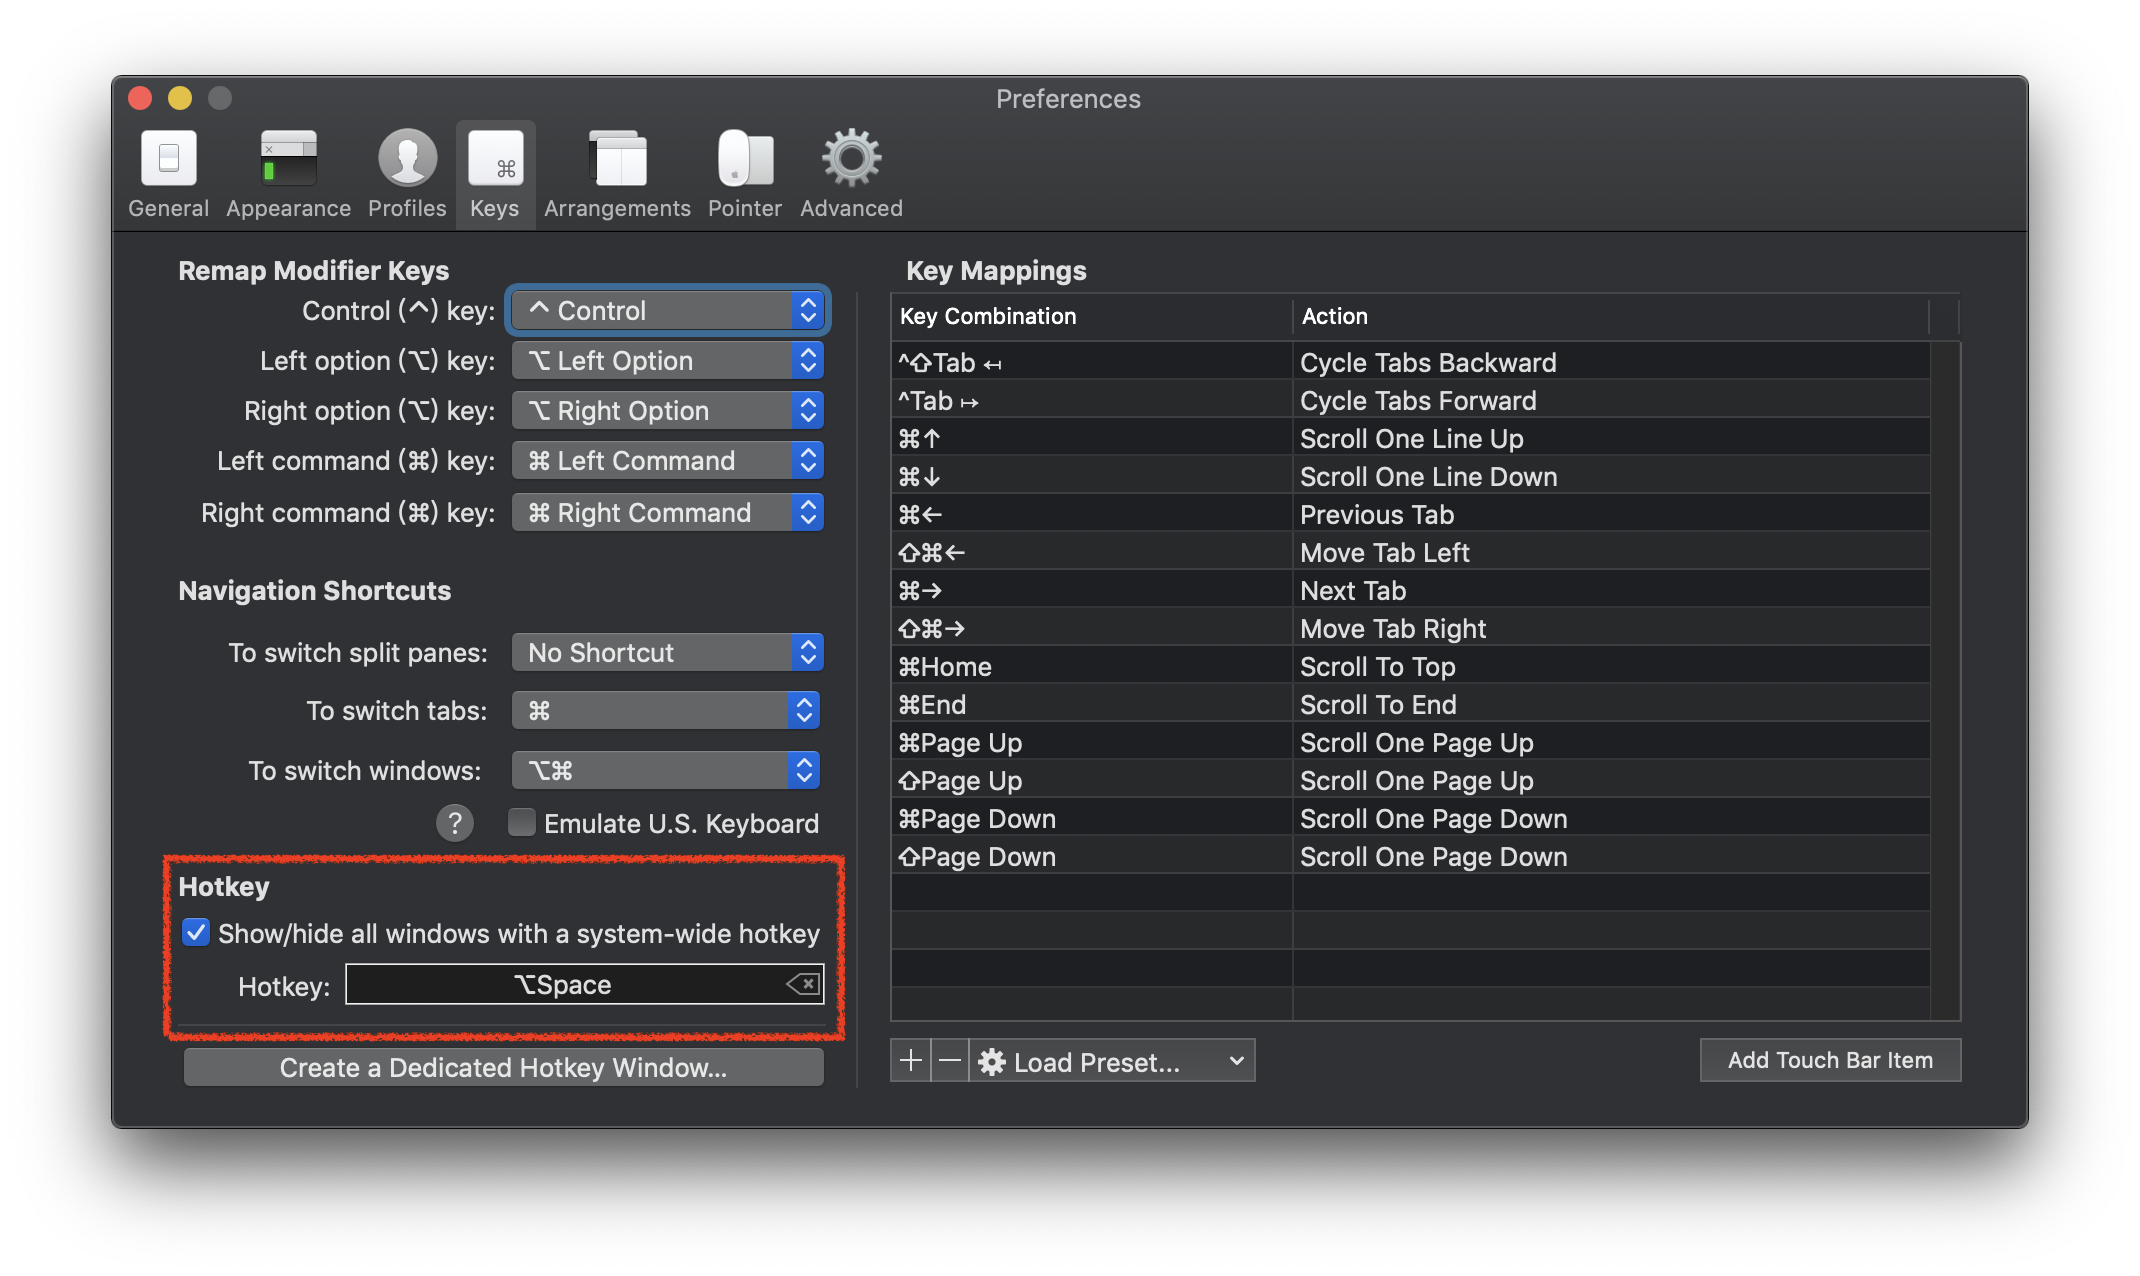 Preferences
General Appearance Profiles Keys Arrangements Pointer Advanced
Remap Modifier Keys
Control (^) key: ^ Control
Left option (⌥) key: ⌥ Left Option
Right option (⌥) key: ⌥ Right Option
Left command (⌘) key: ⌘ Left Command
Right command (⌘) key: ⌘ Right Command
Navigation Shortcuts
To switch split panes: No Shortcut
To switch tabs: ⌘
To switch windows: ⌥⌘
? Emulate U.S. Keyboard
Hotkey
Show/hide all windows with a system-wide hotkey
Hotkey: ⌥Space
Create a Dedicated Hotkey Window...
Key Mappings
Key Combination Action
^⇧Tab ↤ Cycle Tabs Backward
^Tab ↦ Cycle Tabs Forward
⌘↑ Scroll One Line Up
⌘↓ Scroll One Line Down
⌘← Previous Tab
⇧⌘← Move Tab Left
⌘→ Next Tab
⇧⌘→ Move Tab Right
⌘Home Scroll To Top
⌘End Scroll To End
⌘Page Up Scroll One Page Up
⇧Page Up Scroll One Page Up
⌘Page Down Scroll One Page Down
⇧Page Down Scroll One Page Down
+ − Load Preset... Add Touch Bar Item